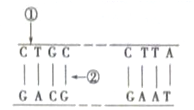 ①
C T G C C T T A
②
G A C G G A A T